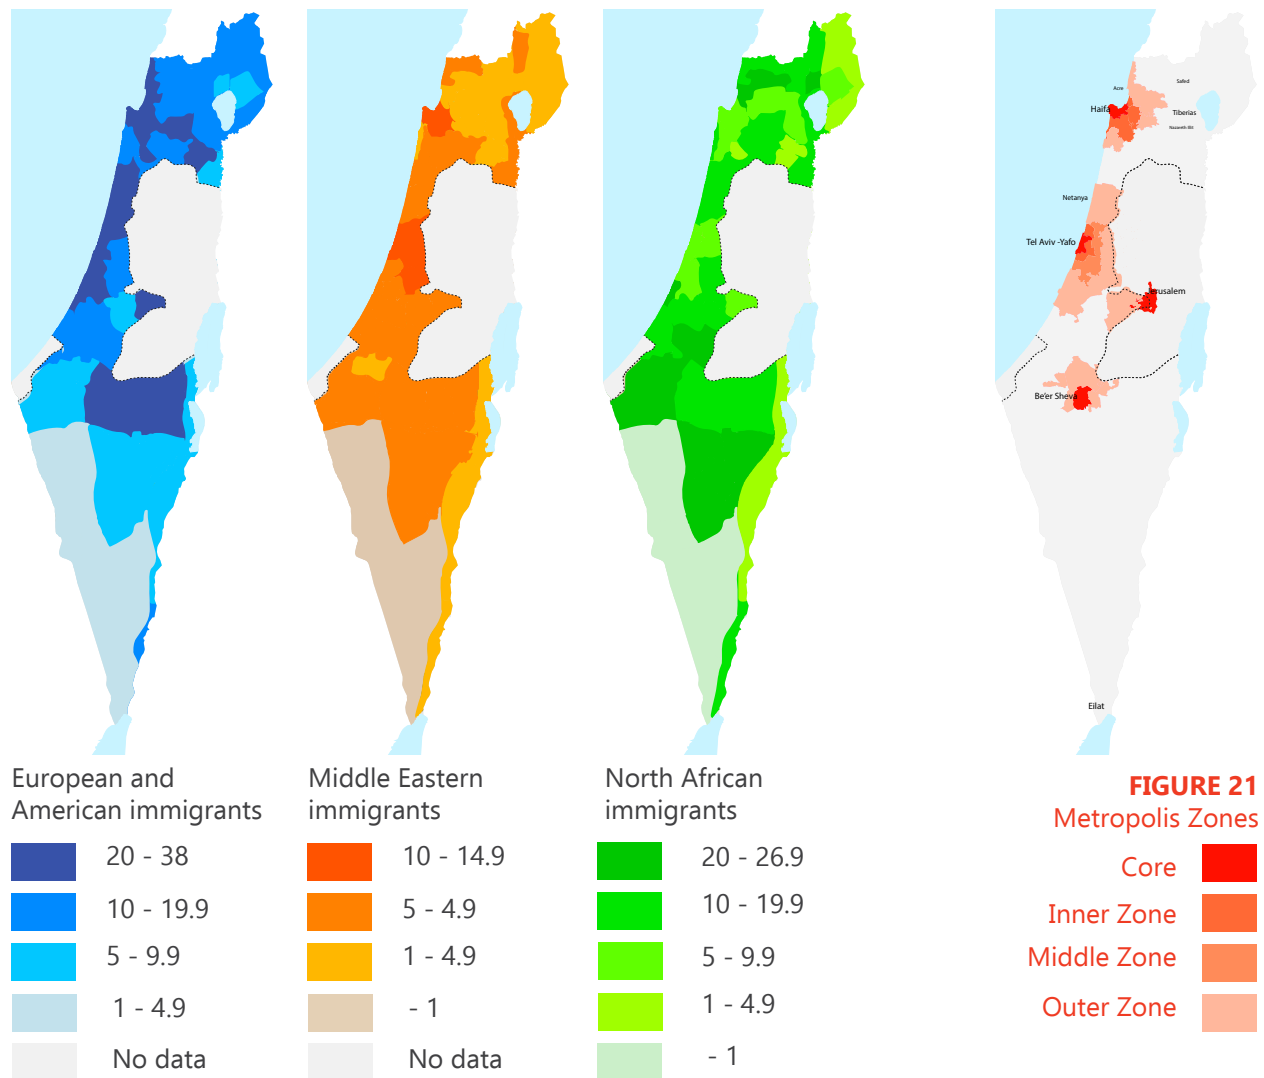 Safed
Acre
Haifa
Tiberias
Nazareth Illit
Netanya
Tel Aviv -Yafo
Jerusalem
Be'er Sheva
Eilat
European and
American immigrants
20 - 38
10 - 19.9
5 - 9.9
1 - 4.9
No data
Middle Eastern
immigrants
10 - 14.9
5 - 4.9
1 - 4.9
- 1
No data
North African
immigrants
20 - 26.9
10 - 19.9
5 - 9.9
1 - 4.9
- 1
FIGURE 21
Metropolis Zones
Core
Inner Zone
Middle Zone
Outer Zone